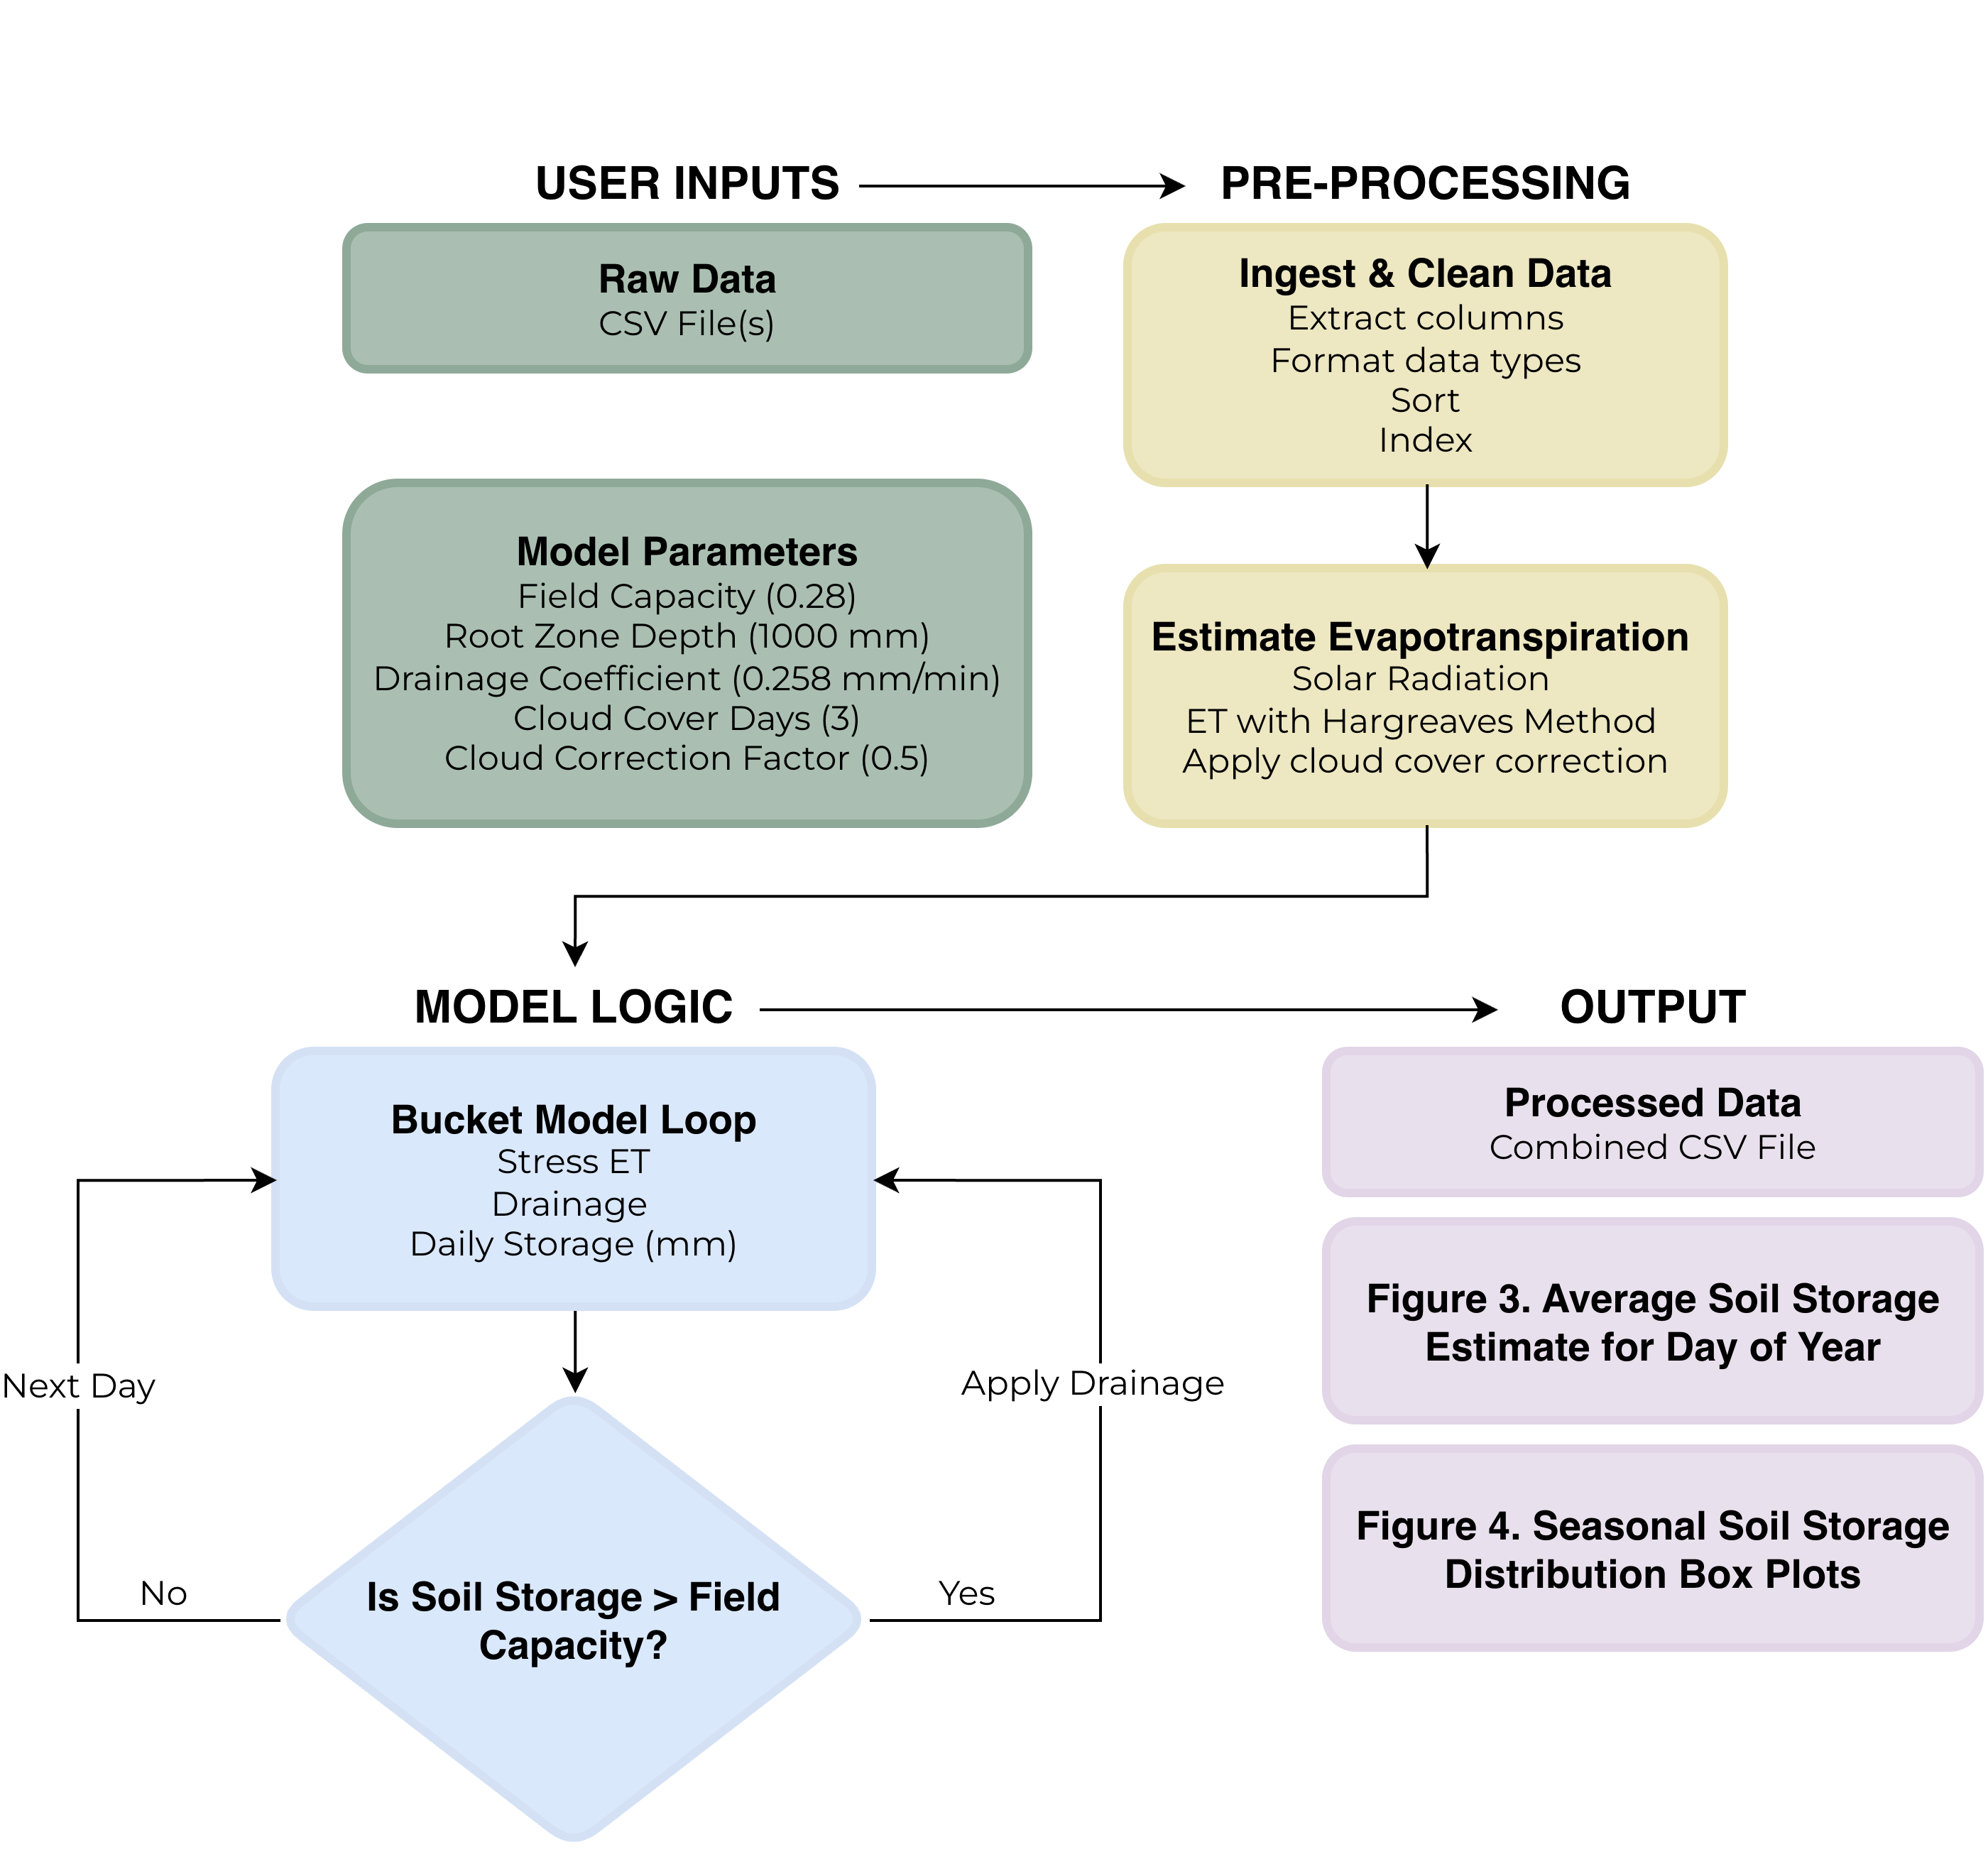 USER INPUTS
Raw Data
CSV File(s)
Model Parameters
Field Capacity (0.28)
Root Zone Depth (1000 mm)
Drainage Coefficient (0.258 mm/min)
Cloud Cover Days (3)
Cloud Correction Factor (0.5)
PRE-PROCESSING
Ingest & Clean Data
Extract columns
Format data types
Sort
Index
Estimate Evapotranspiration
Solar Radiation
ET with Hargreaves Method
Apply cloud cover correction
MODEL LOGIC
Bucket Model Loop
Stress ET
Drainage
Daily Storage (mm)
Next Day
Apply Drainage
No
Yes
Is Soil Storage > Field
Capacity?
OUTPUT
Processed Data
Combined CSV File
Figure 3. Average Soil Storage
Estimate for Day of Year
Figure 4. Seasonal Soil Storage
Distribution Box Plots